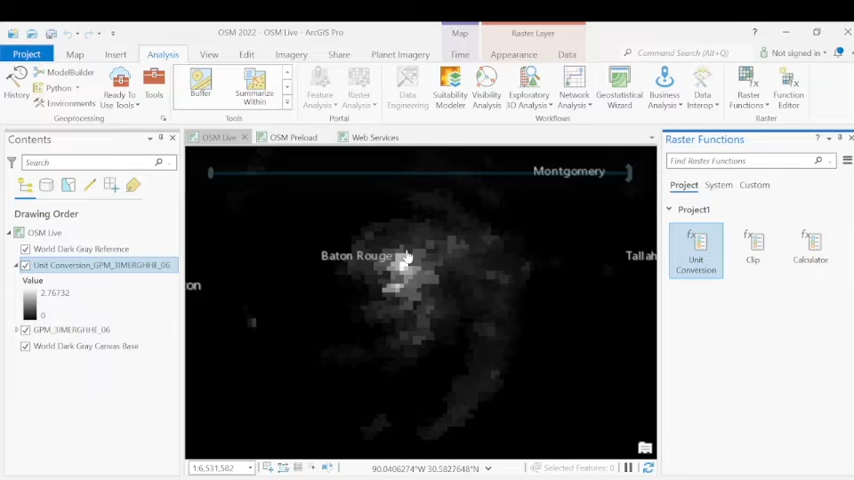 OSM 2022 - OSM Live - ArcGIS Pro
Map
Raster Layer
Project Map Insert Analysis View Edit Imagery Share Planet Imagery Time Appearance Data
Command Search (Alt+Q)
Not signed in
History
ModelBuilder
Python
Environments
Ready To Use Tools
Tools
Geoprocessing
Buffer
Summarize Within
Tools
Feature Analysis
Raster Analysis
Portal
Data Engineering
Suitability Modeler
Visibility Analysis
Exploratory 3D Analysis
Network Analysis
Geostatistical Wizard
Business Analysis
Data Interop
Workflows
Raster Functions
Function Editor
Raster
Contents
Search
Drawing Order
OSM Live
World Dark Gray Reference
Unit Conversion_GPM_3IMERGHHE_06
Value
2.76732
0
GPM_3IMERGHHE_06
World Dark Gray Canvas Base
OSM Live OSM Preload Web Services
Montgomery
Baton Rouge
Tallah
on
1:6,531,582
90.0406274°W 30.5827648°N
Selected Features: 0
Raster Functions
Find Raster Functions
Project System Custom
Project1
Unit Conversion
Clip
Calculator